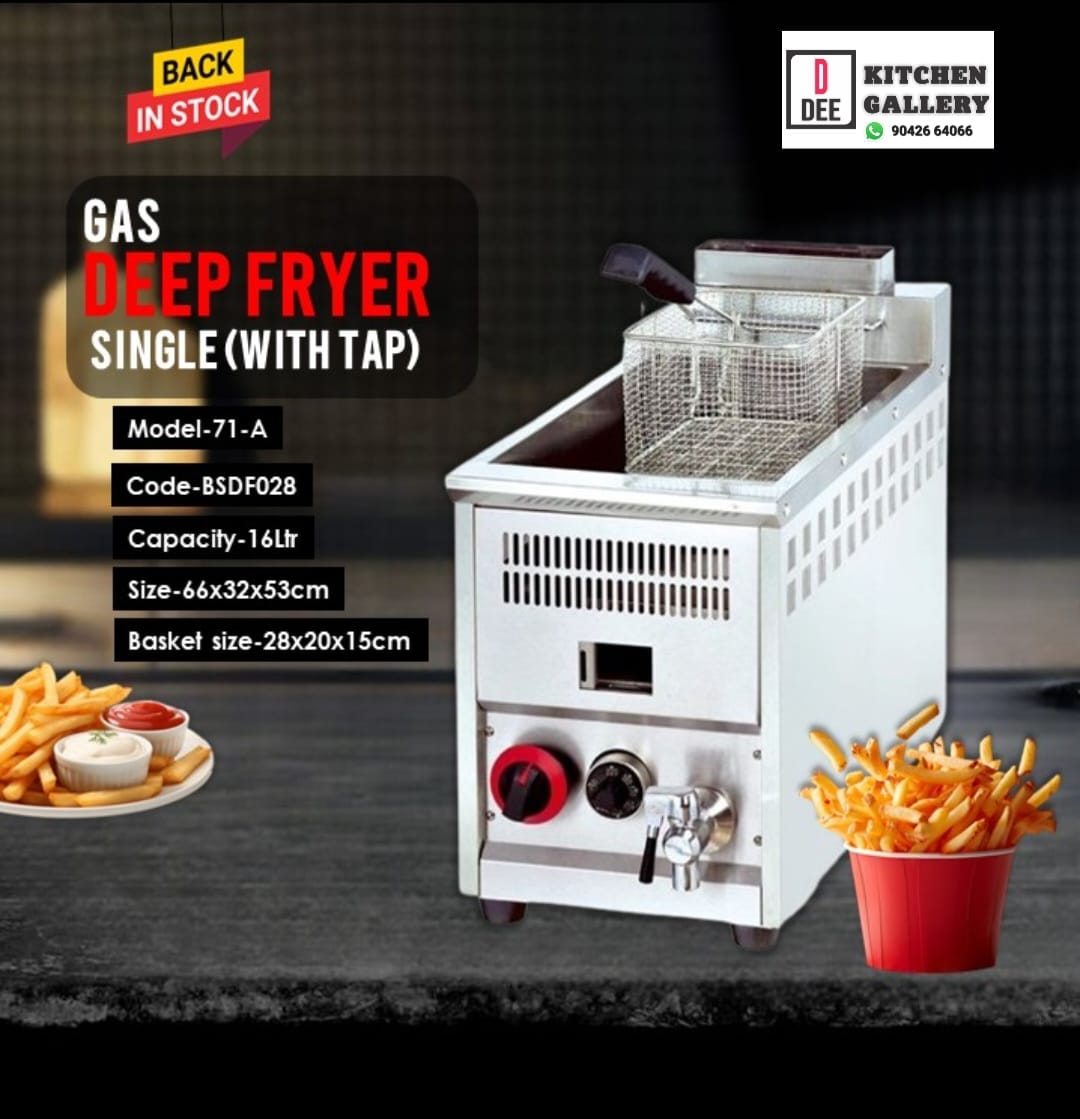 BACK
IN STOCK
D
DEE
KITCHEN
GALLERY
90426 64066
GAS
DEEP FRYER
SINGLE (WITH TAP)
Model-71-A
Code-BSDF028
Capacity-16Ltr
Size-66x32x53cm
Basket size-28x20x15cm